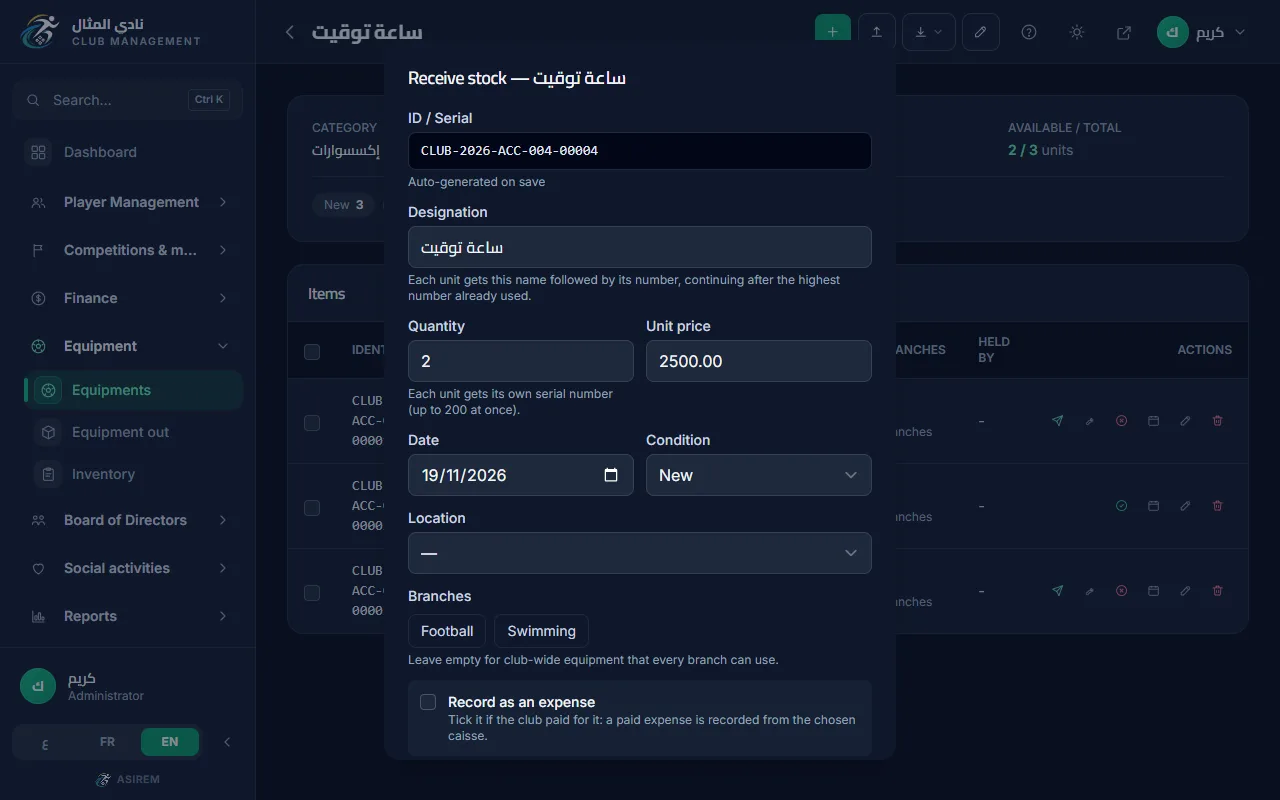 نادي المثال
CLUB MANAGEMENT
Search...
Ctrl K
Dashboard
Player Management
Competitions & m...
Finance
Equipment
Equipments
Equipment out
Inventory
Board of Directors
Social activities
Reports
كريم
Administrator
ع
FR
EN
ASIREM
ساعة توقيت
ك
كريم
CATEGORY
إكسسوارات
AVAILABLE / TOTAL
2 / 3 units
New 3
Items
IDENT
ANCHES
HELD BY
ACTIONS
CLUB
ACC-
0000
nches
-
CLUB
ACC-
0000
nches
-
CLUB
ACC-
0000
nches
-
Receive stock — ساعة توقيت
ID / Serial
CLUB-2026-ACC-004-00004
Auto-generated on save
Designation
ساعة توقيت
Each unit gets this name followed by its number, continuing after the highest
number already used.
Quantity
Unit price
2
2500.00
Each unit gets its own serial number
(up to 200 at once).
Date
Condition
19/11/2026
New
Location
—
Branches
Football
Swimming
Leave empty for club-wide equipment that every branch can use.
Record as an expense
Tick it if the club paid for it: a paid expense is recorded from the chosen
caisse.